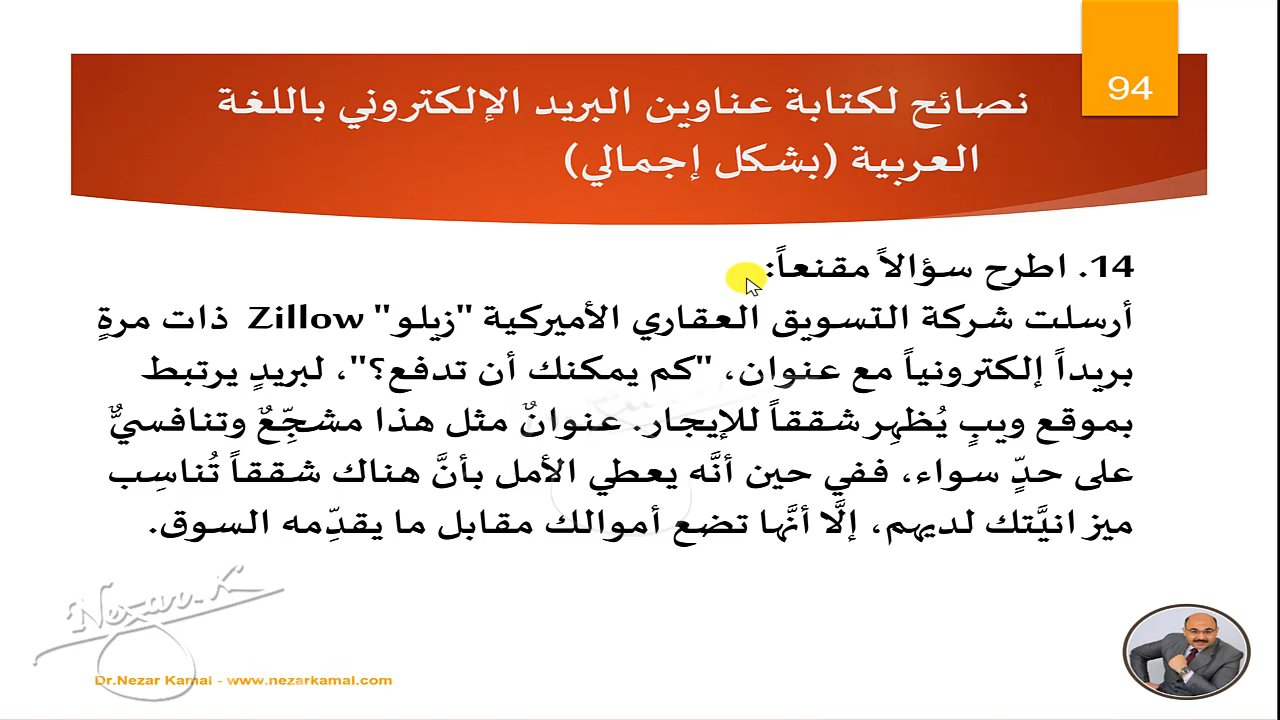 94
نصائح لكتابة عناوين البريد الإلكتروني باللغة
العربية (بشكل إجمالي)
14. اطرح سؤالاً مقنعاً:
أرسلت شركة التسويق العقاري الأميركية "زيلو" Zillow ذات مرةٍ
بريداً إلكترونياً مع عنوان، "كم يمكنك أن تدفع؟"، لبريدٍ يرتبط
بموقع ويبٍ يُظهِر شققاً للإيجار. عنوانٌ مثل هذا مشجِّعٌ وتنافسيٌّ
على حدٍّ سواء، ففي حين أنَّه يعطي الأمل بأنَّ هناك شققاً تُناسِب
ميزانيَّتك لديهم، إلَّا أنَّها تضع أموالك مقابل ما يقدِّمه السوق.
Nezar.K
Dr.Nezar Kamal - www.nezarkamal.com